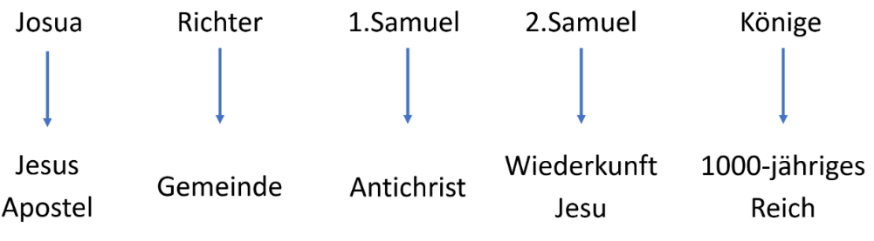 Josua Richter 1.Samuel 2.Samuel Könige
Jesus
Apostel
Gemeinde
Antichrist
Wiederkunft
Jesu
1000-jähriges
Reich